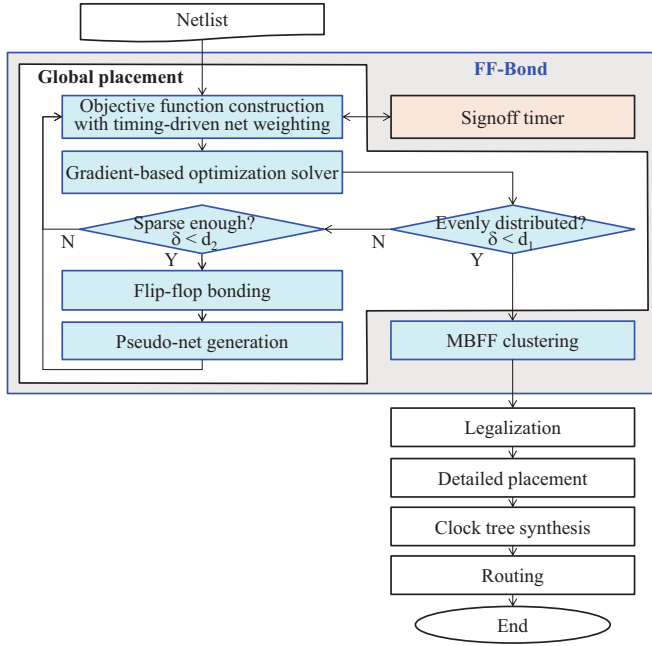 Netlist
FF-Bond
Global placement
Objective function construction
with timing-driven net weighting
Signoff timer
Gradient-based optimization solver
Sparse enough?
δ < d₂
Evenly distributed?
δ < d₁
N
N
Y
Y
Flip-flop bonding
Pseudo-net generation
MBFF clustering
Legalization
Detailed placement
Clock tree synthesis
Routing
End